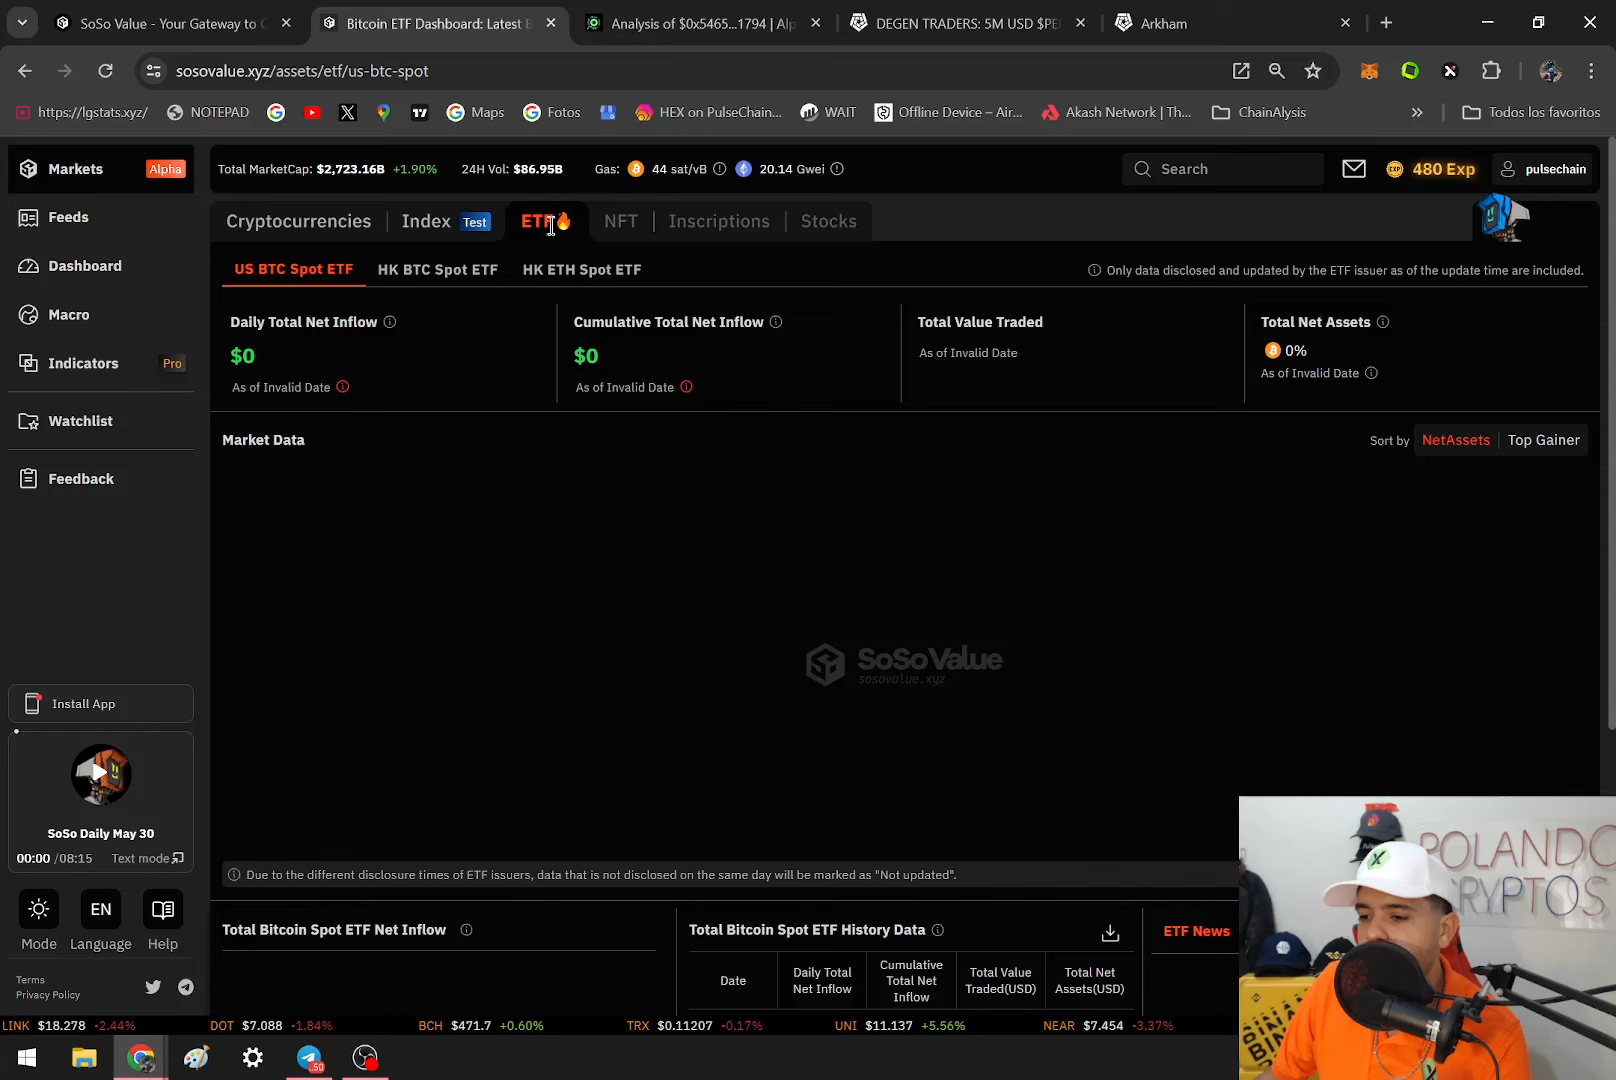 SoSo Value - Your Gateway to C
Bitcoin ETF Dashboard: Latest B
Analysis of $0x5465...1794 | Alp
DEGEN TRADERS: 5M USD $PE
Arkham
sosovalue.xyz/assets/etf/us-btc-spot
https://lgstats.xyz/
NOTEPAD
Maps
Fotos
HEX on PulseChain...
WAIT
Offline Device – Air...
Akash Network | Th...
ChainAlysis
»
Todos los favoritos
Markets Alpha
Total MarketCap: $2,723.16B +1.90% 24H Vol: $86.95B Gas: 44 sat/vB 20.14 Gwei
Search
480 Exp
pulsechain
Feeds
Dashboard
Macro
Indicators Pro
Watchlist
Feedback
Cryptocurrencies Index Test ETF NFT Inscriptions Stocks
US BTC Spot ETF HK BTC Spot ETF HK ETH Spot ETF
Only data disclosed and updated by the ETF issuer as of the update time are included.
Daily Total Net Inflow
$0
As of Invalid Date
Cumulative Total Net Inflow
$0
As of Invalid Date
Total Value Traded
As of Invalid Date
Total Net Assets
0%
As of Invalid Date
Market Data
Sort by NetAssets Top Gainer
SoSoValue
sosovalue.xyz
Install App
SoSo Daily May 30
00:00 /08:15 Text mode
EN
Mode Language Help
Terms
Privacy Policy
Due to the different disclosure times of ETF issuers, data that is not disclosed on the same day will be marked as "Not updated".
Total Bitcoin Spot ETF Net Inflow
Total Bitcoin Spot ETF History Data
Date
Daily Total
Net Inflow
Cumulative
Total Net
Inflow
Total Value
Traded(USD)
Total Net
Assets(USD)
ETF News
POLANDO
CRYPTOS
LINK $18.278 -2.44% DOT $7.088 -1.84% BCH $471.7 +0.60% TRX $0.11207 -0.17% UNI $11.137 +5.56% NEAR $7.454 -3.37%